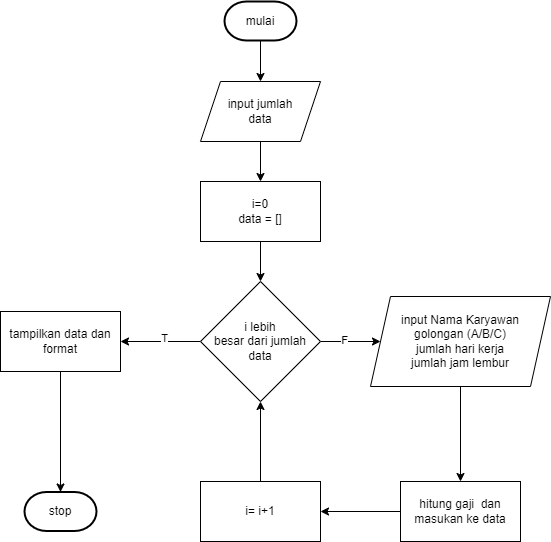 mulai
input jumlah
data
i=0
data = []
i lebih
besar dari jumlah
data
T
F
tampilkan data dan
format
input Nama Karyawan
golongan (A/B/C)
jumlah hari kerja
jumlah jam lembur
stop
i= i+1
hitung gaji  dan
masukan ke data